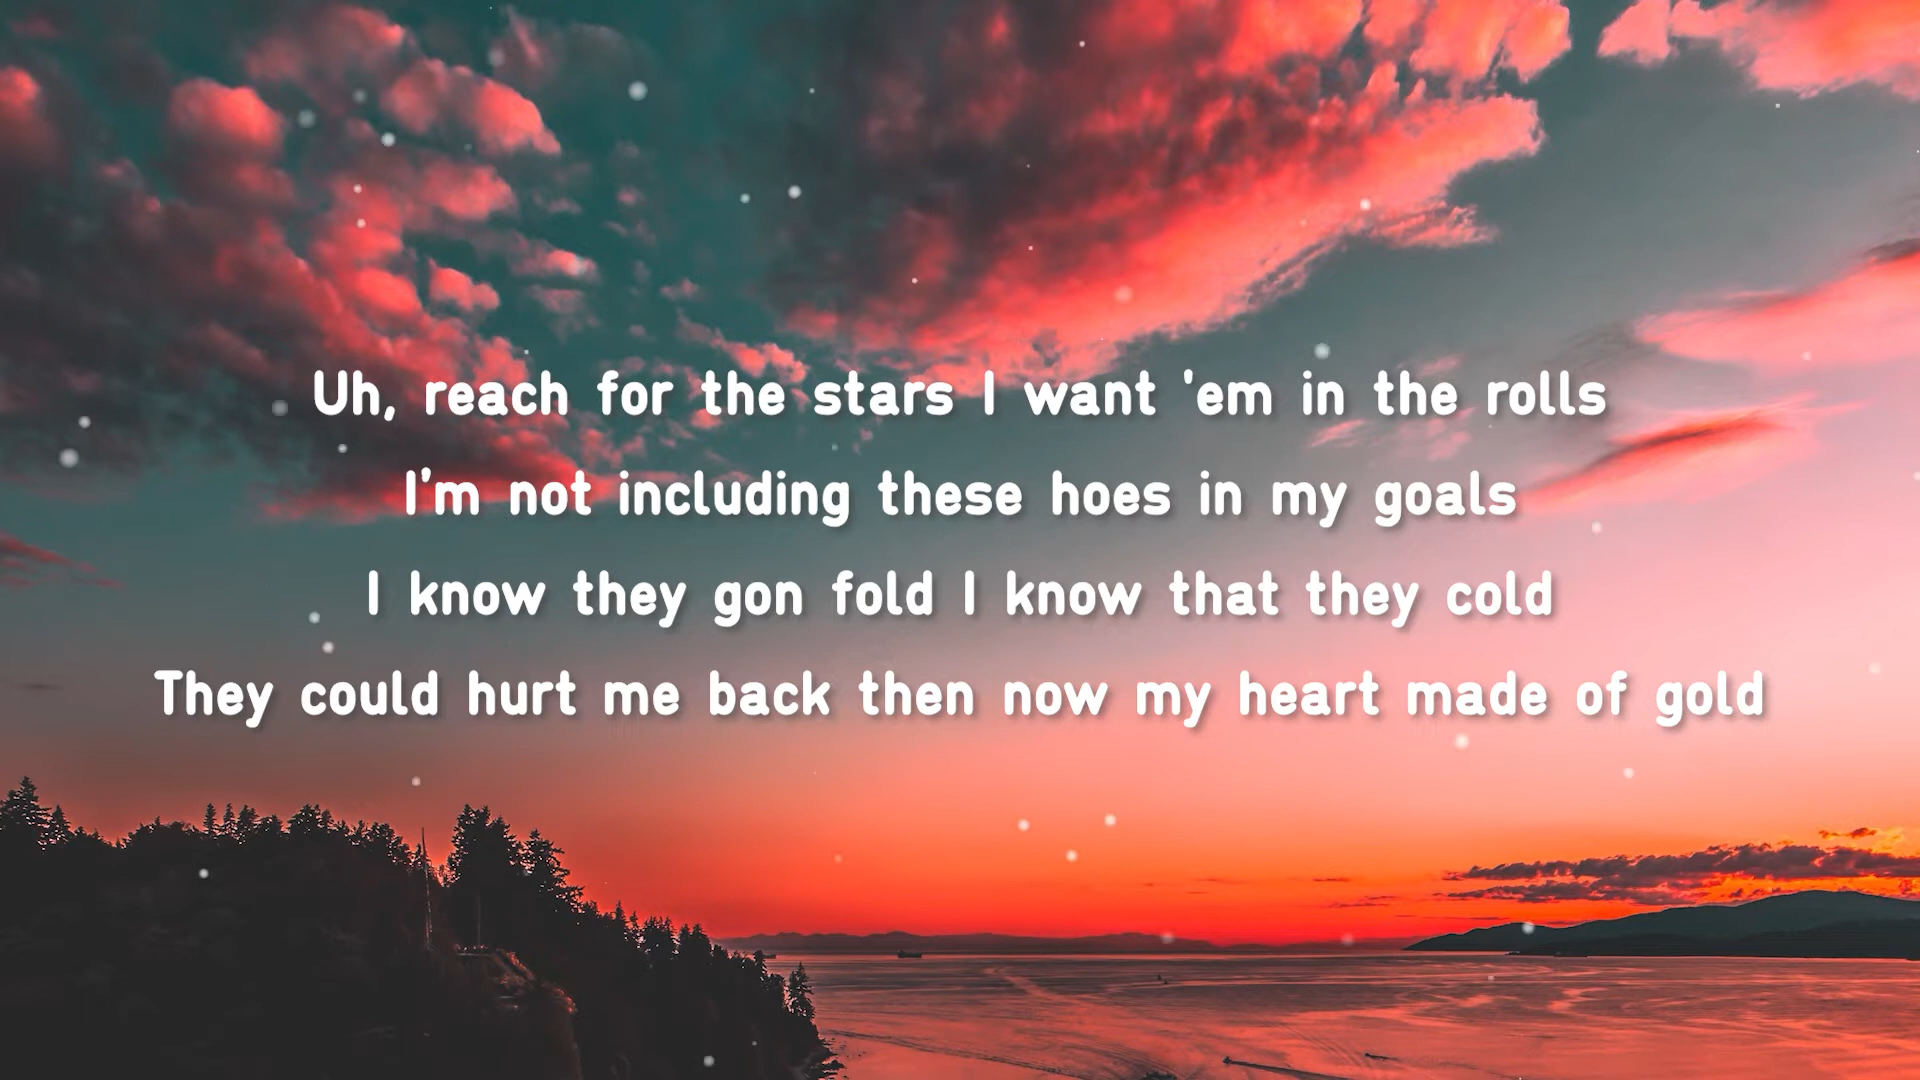 Uh, reach for the stars I want 'em in the rolls
I'm not including these hoes in my goals
I know they gon fold I know that they cold
They could hurt me back then now my heart made of gold